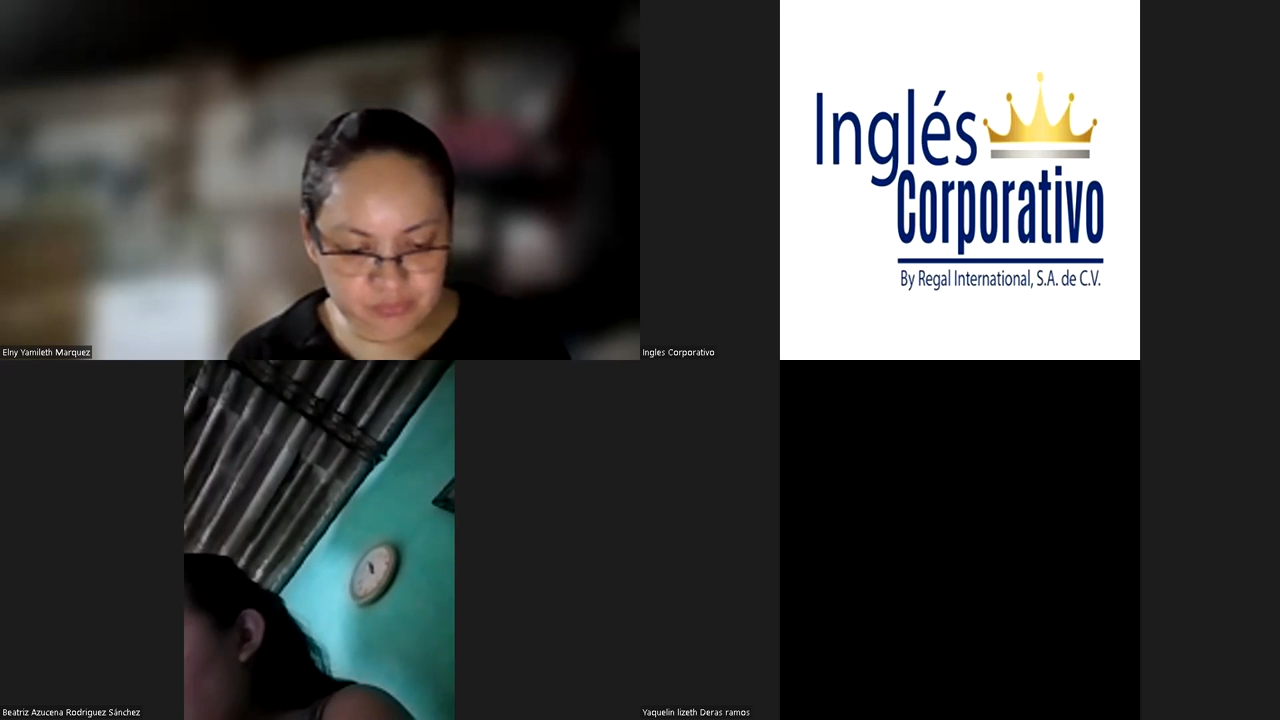 Inglés
Corporativo
By Regal International, S.A. de C.V.
Elny Yamileth Marquez
Ingles Corporativo
Beatriz Azucena Rodriguez Sánchez
Yaquelin lizeth Deras ramos